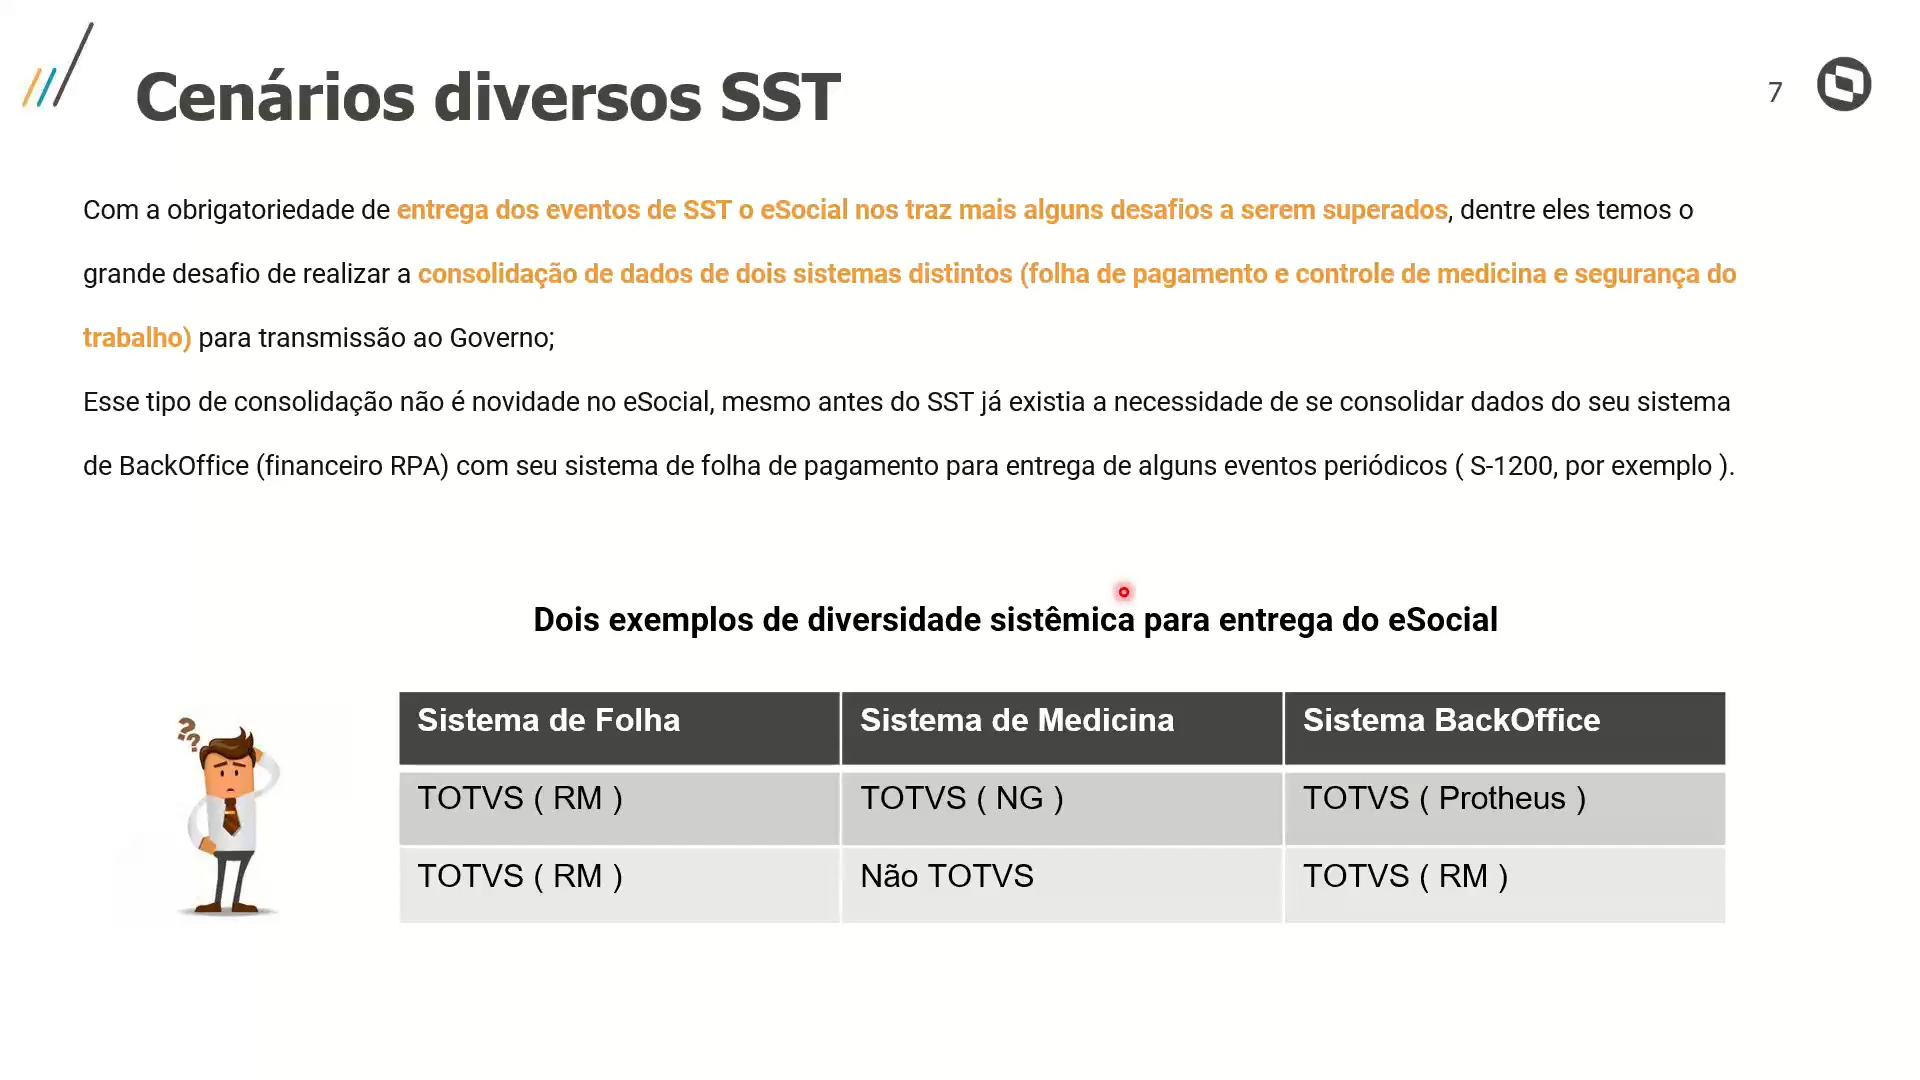 Cenários diversos SST
7
Com a obrigatoriedade de entrega dos eventos de SST o eSocial nos traz mais alguns desafios a serem superados, dentre eles temos o
grande desafio de realizar a consolidação de dados de dois sistemas distintos (folha de pagamento e controle de medicina e segurança do
trabalho) para transmissão ao Governo;
Esse tipo de consolidação não é novidade no eSocial, mesmo antes do SST já existia a necessidade de se consolidar dados do seu sistema
de BackOffice (financeiro RPA) com seu sistema de folha de pagamento para entrega de alguns eventos periódicos ( S-1200, por exemplo ).
Dois exemplos de diversidade sistêmica para entrega do eSocial
??
Sistema de Folha Sistema de Medicina Sistema BackOffice
TOTVS ( RM ) TOTVS ( NG ) TOTVS ( Protheus )
TOTVS ( RM ) Não TOTVS TOTVS ( RM )